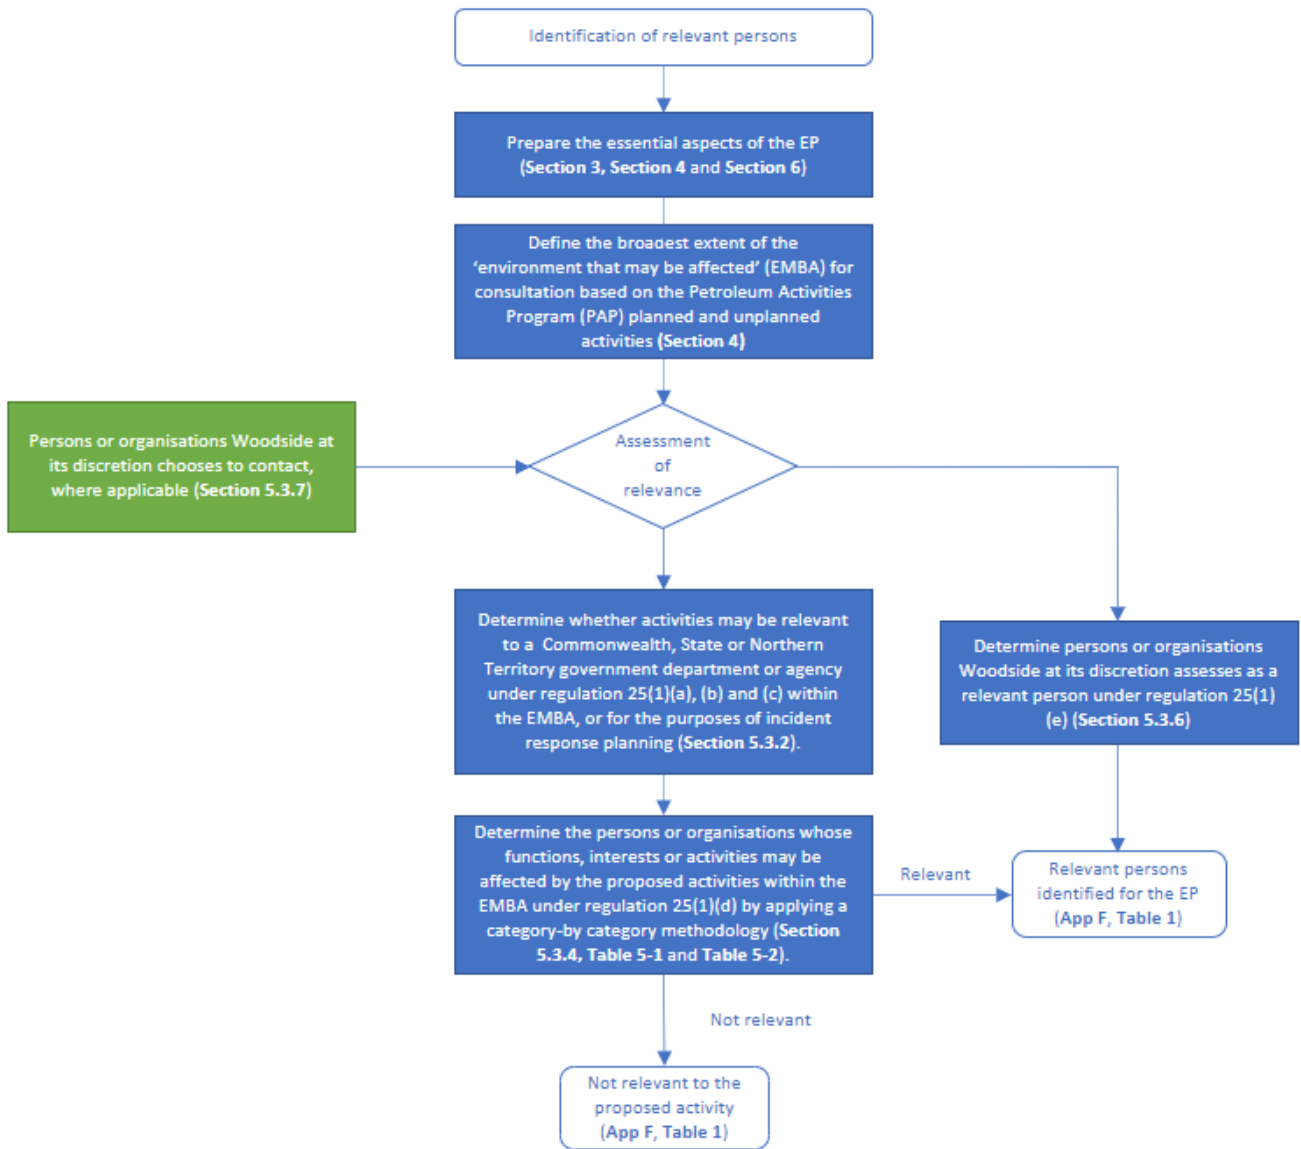 Identification of relevant persons
Prepare the essential aspects of the EP
(Section 3, Section 4 and Section 6)
Define the broadest extent of the
‘environment that may be affected’ (EMBA) for
consultation based on the Petroleum Activities
Program (PAP) planned and unplanned
activities (Section 4)
Persons or organisations Woodside at
its discretion chooses to contact,
where applicable (Section 5.3.7)
Assessment
of
relevance
Determine whether activities may be relevant
to a Commonwealth, State or Northern
Territory government department or agency
under regulation 25(1)(a), (b) and (c) within
the EMBA, or for the purposes of incident
response planning (Section 5.3.2).
Determine persons or organisations
Woodside at its discretion assesses as a
relevant person under regulation 25(1)
(e) (Section 5.3.6)
Determine the persons or organisations whose
functions, interests or activities may be
affected by the proposed activities within the
EMBA under regulation 25(1)(d) by applying a
category-by category methodology (Section
5.3.4, Table 5-1 and Table 5-2).
Relevant
Relevant persons
identified for the EP
(App F, Table 1)
Not relevant
Not relevant to the
proposed activity
(App F, Table 1)